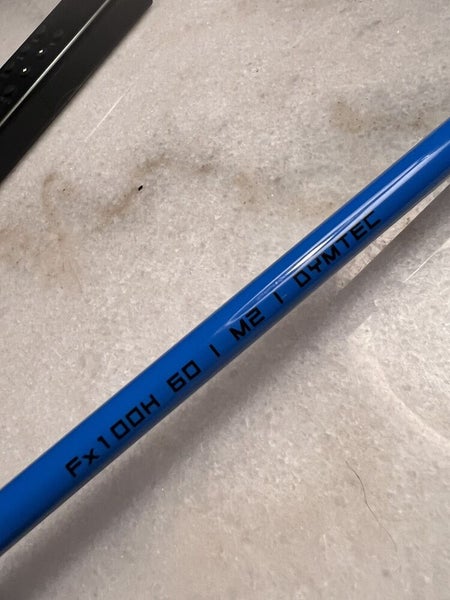 Fx100H 60 | M2 | DYMTEC